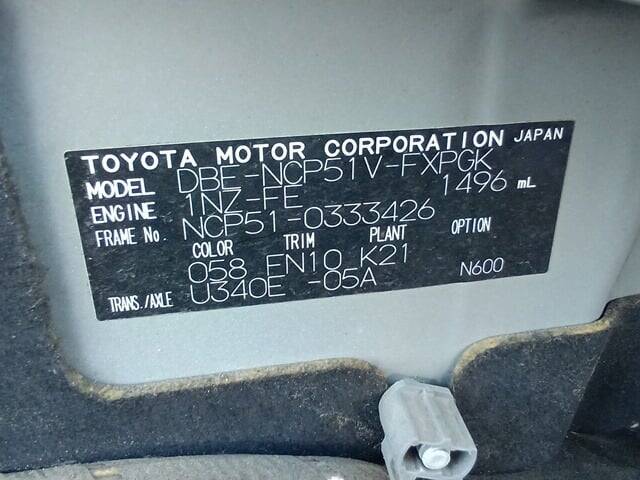 TOYOTA MOTOR CORPORATION JAPAN
MODEL DBE-NCP51V-FXPGK
ENGINE 1NZ-FE 1496 mL
FRAME No. NCP51-0333426
COLOR TRIM PLANT OPTION
058 FN10 K21
TRANS./AXLE U340E -05A N600